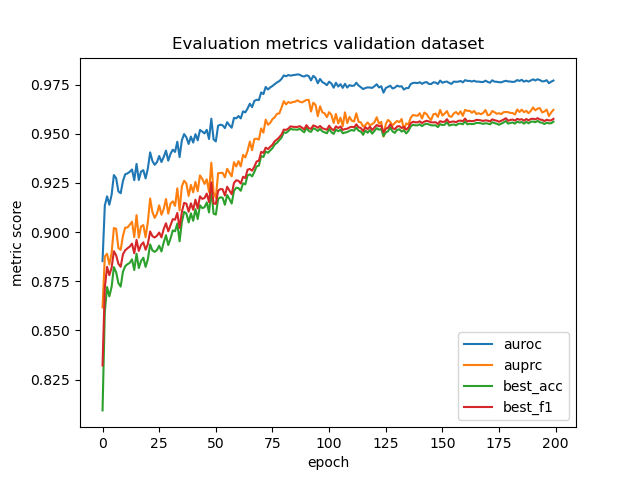 Evaluation metrics validation dataset
metric score
0.975
0.950
0.925
0.900
0.875
0.850
0.825
auroc
auprc
best_acc
best_f1
0 25 50 75 100 125 150 175 200
epoch